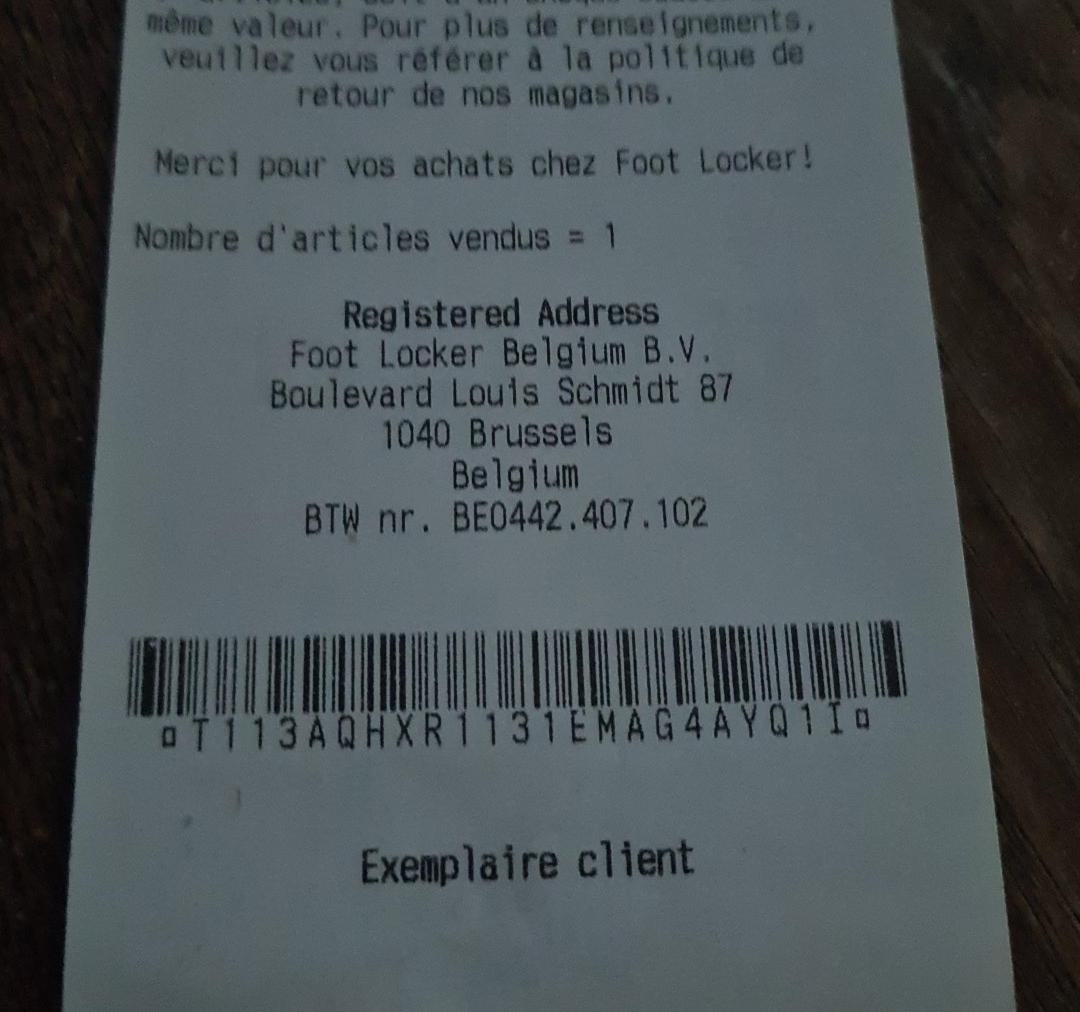 même valeur. Pour plus de renseignements,
veuillez vous référer à la politique de
retour de nos magasins.
Merci pour vos achats chez Foot Locker!
Nombre d'articles vendus = 1
Registered Address
Foot Locker Belgium B.V.
Boulevard Louis Schmidt 87
1040 Brussels
Belgium
BTW nr. BE0442.407.102
¤T113AQHXR1131EMAG4AYQ1I¤
Exemplaire client